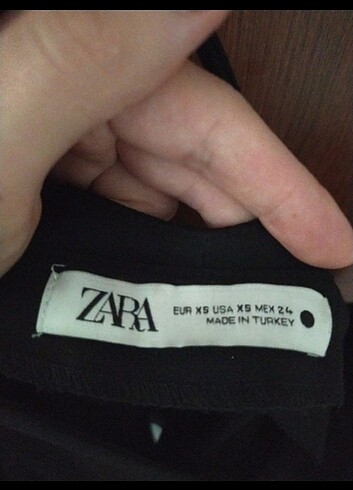 ZARA
EUR XS USA XS MEX 24
MADE IN TURKEY